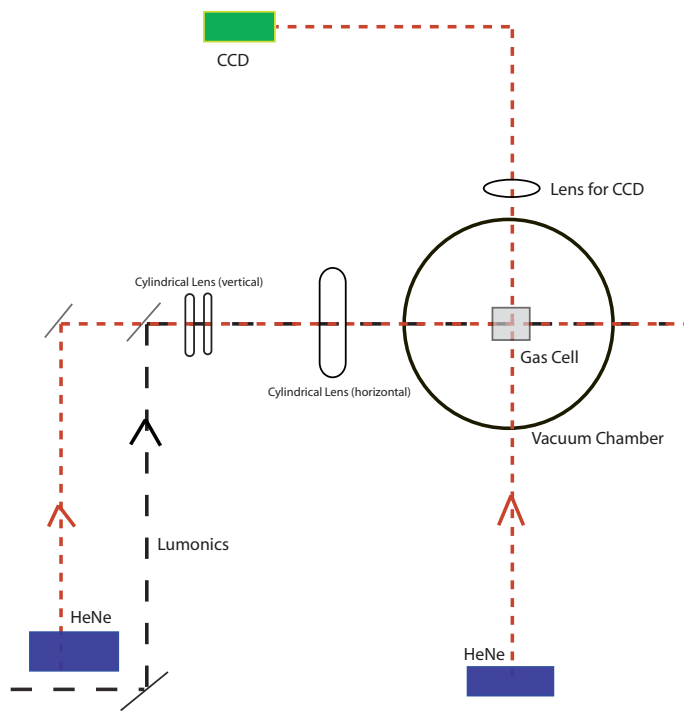 CCD
Lens for CCD
Cylindrical Lens (vertical)
Gas Cell
Cylindrical Lens (horizontal)
Vacuum Chamber
Lumonics
HeNe
HeNe